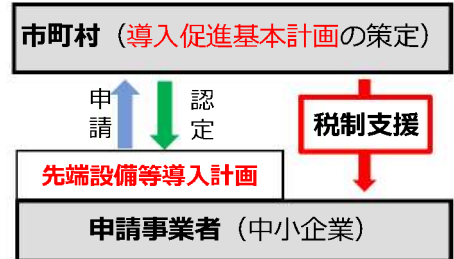 市町村（導入促進基本計画の策定）
申請
認定
税制支援
先端設備等導入計画
申請事業者（中小企業）